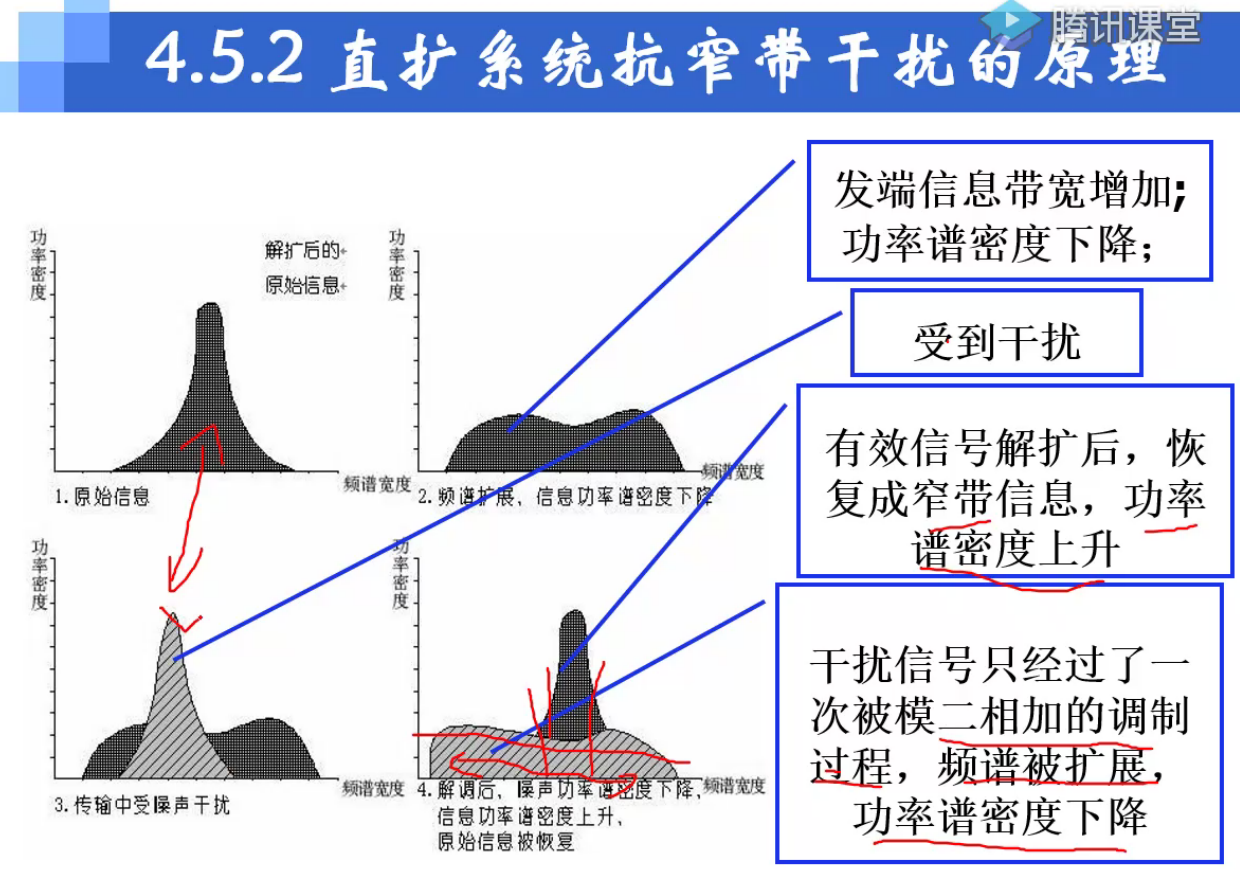 腾讯课堂
4.5.2 直扩系统抗窄带干扰的原理
发端信息带宽增加;
功率谱密度下降；
受到干扰
有效信号解扩后，恢
复成窄带信息，功率
谱密度上升
干扰信号只经过了一
次被模二相加的调制
过程，频谱被扩展，
功率谱密度下降
功率密度
解扩后的
原始信息
频谱宽度
1.原始信息
功率密度
频谱宽度
2.频谱扩展，信息功率谱密度下降
功率密度
频谱宽度
3.传输中受噪声干扰
功率密度
频谱宽度
4.解调后，噪声功率谱密度下降，
信息功率谱密度上升，
原始信息被恢复